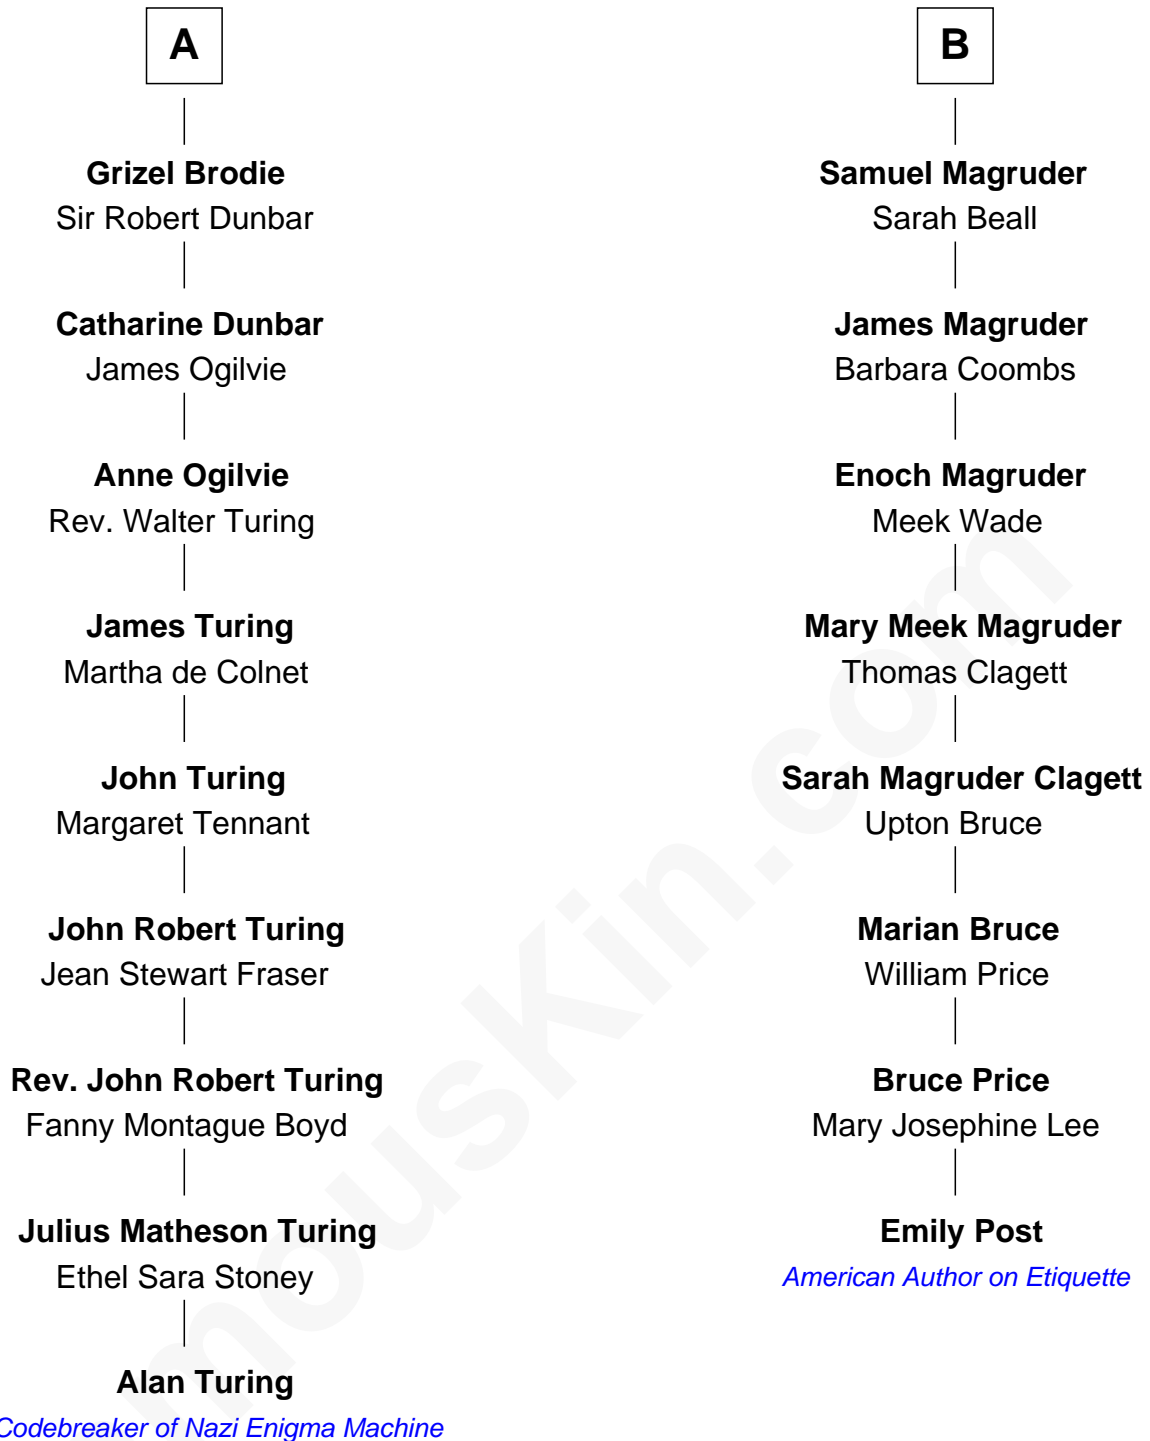 A
Grizel Brodie
Sir Robert Dunbar
Catharine Dunbar
James Ogilvie
Anne Ogilvie
Rev. Walter Turing
James Turing
Martha de Colnet
John Turing
Margaret Tennant
John Robert Turing
Jean Stewart Fraser
Rev. John Robert Turing
Fanny Montague Boyd
Julius Matheson Turing
Ethel Sara Stoney
Alan Turing
Codebreaker of Nazi Enigma Machine
B
Samuel Magruder
Sarah Beall
James Magruder
Barbara Coombs
Enoch Magruder
Meek Wade
Mary Meek Magruder
Thomas Clagett
Sarah Magruder Clagett
Upton Bruce
Marian Bruce
William Price
Bruce Price
Mary Josephine Lee
Emily Post
American Author on Etiquette
mousKin.com